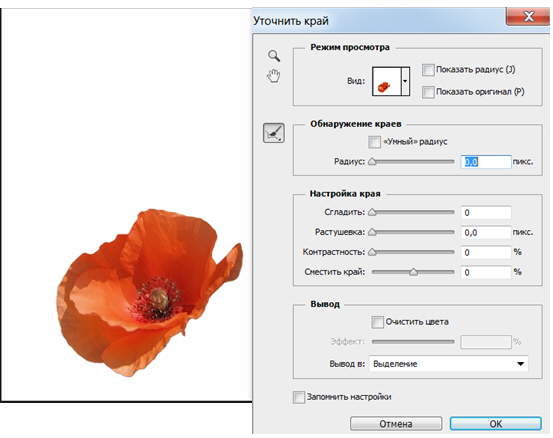 Уточнить край
Режим просмотра
Вид:
Показать радиус (J)
Показать оригинал (P)
Обнаружение краев
«Умный» радиус
Радиус: 0,0 пикс.
Настройка края
Сгладить: 0
Растушевка: 0,0 пикс.
Контрастность: 0 %
Сместить край: 0 %
Вывод
Очистить цвета
Эффект: %
Вывод в: Выделение
Запомнить настройки
Отмена OK